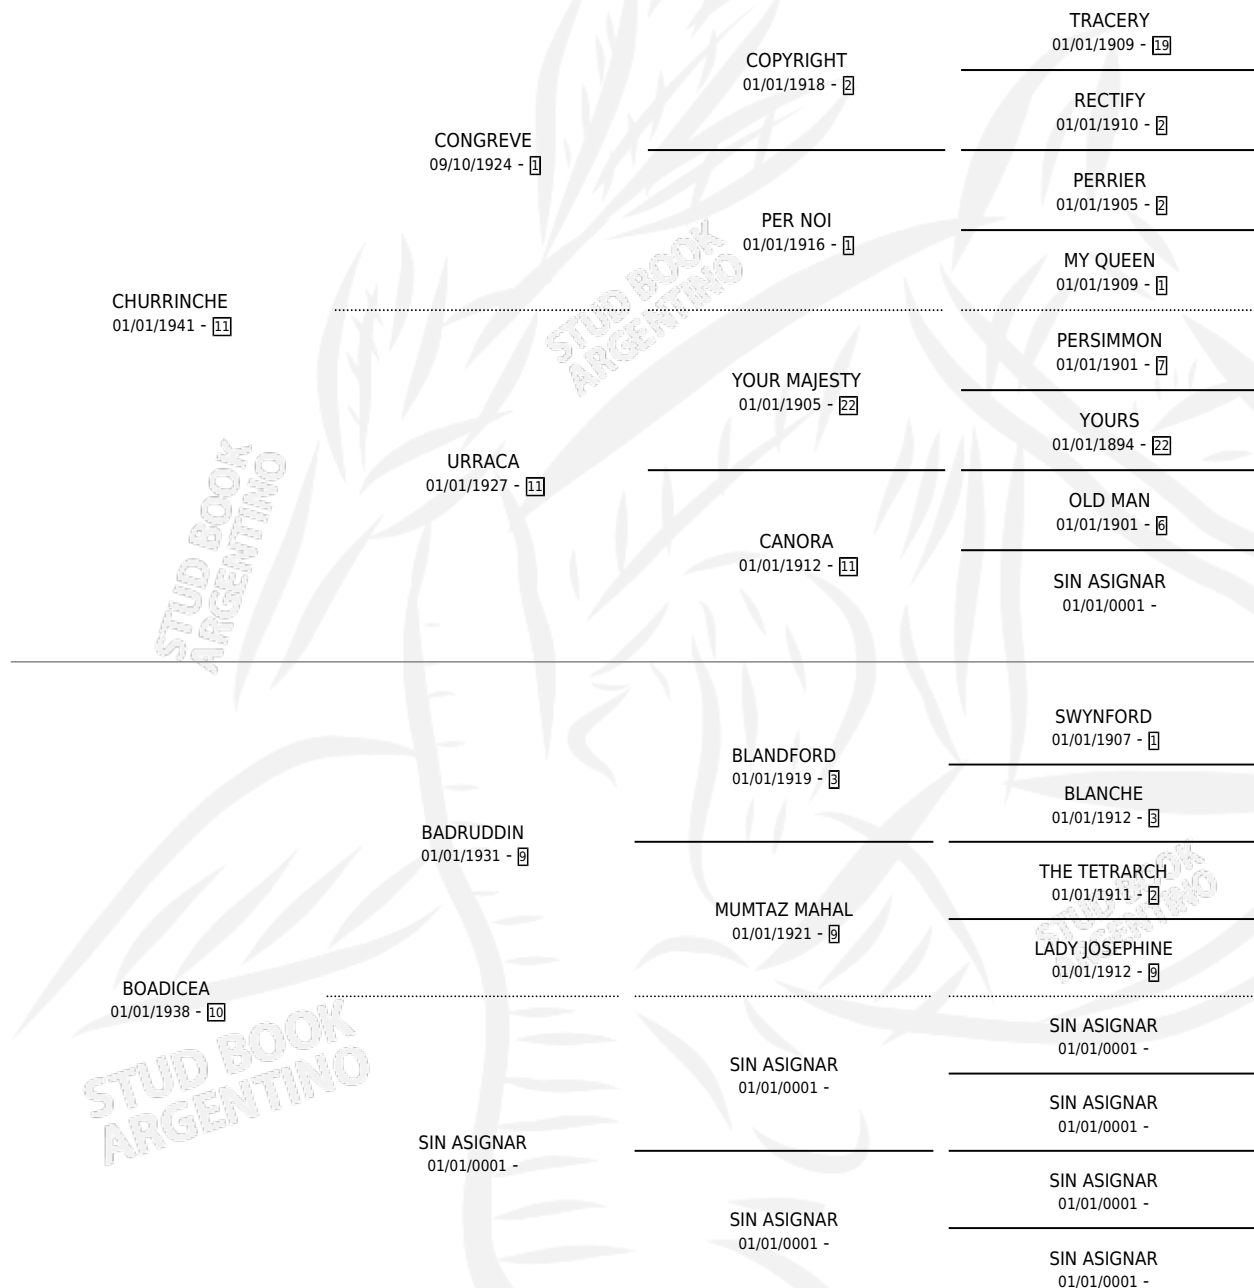 TRACERY
01/01/1909 - 19
COPYRIGHT
01/01/1918 - 2
RECTIFY
01/01/1910 - 2
CONGREVE
09/10/1924 - 1
PERRIER
01/01/1905 - 2
PER NOI
01/01/1916 - 1
MY QUEEN
01/01/1909 - 1
CHURRINCHE
01/01/1941 - 11
PERSIMMON
01/01/1901 - 7
YOUR MAJESTY
01/01/1905 - 22
YOURS
01/01/1894 - 22
URRACA
01/01/1927 - 11
OLD MAN
01/01/1901 - 6
CANORA
01/01/1912 - 11
SIN ASIGNAR
01/01/0001 -
STUD BOOK
ARGENTINO
STUD BOOK
ARGENTINO
SWYNFORD
01/01/1907 - 1
BLANDFORD
01/01/1919 - 3
BLANCHE
01/01/1912 - 3
BADRUDDIN
01/01/1931 - 9
THE TETRARCH
01/01/1911 - 2
MUMTAZ MAHAL
01/01/1921 - 9
LADY JOSEPHINE
01/01/1912 - 9
STUD BOOK
ARGENTINO
BOADICEA
01/01/1938 - 10
SIN ASIGNAR
01/01/0001 -
SIN ASIGNAR
01/01/0001 -
SIN ASIGNAR
01/01/0001 -
SIN ASIGNAR
01/01/0001 -
SIN ASIGNAR
01/01/0001 -
SIN ASIGNAR
01/01/0001 -
SIN ASIGNAR
01/01/0001 -
STUD BOOK
ARGENTINO